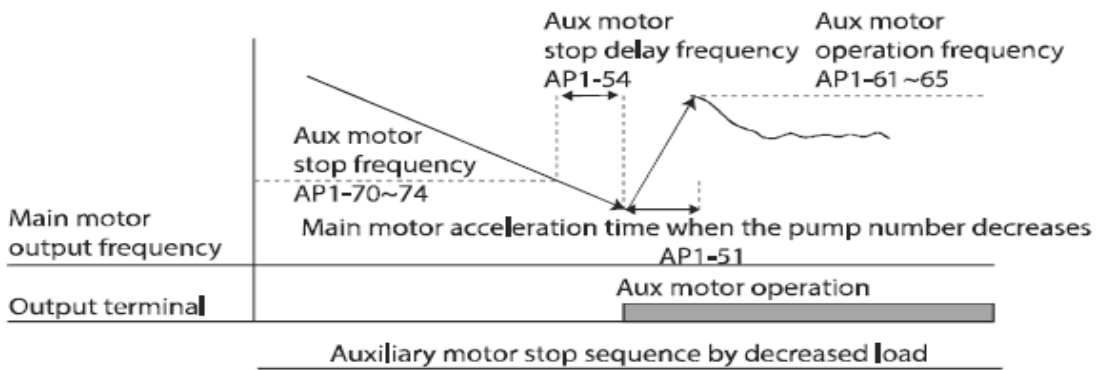 Aux motor
stop delay frequency
AP1-54
Aux motor
operation frequency
AP1-61~65
Aux motor
stop frequency
AP1-70~74
Main motor
output frequency
Main motor acceleration time when the pump number decreases
AP1-51
Aux motor operation
Output terminal
Auxiliary motor stop sequence by decreased load